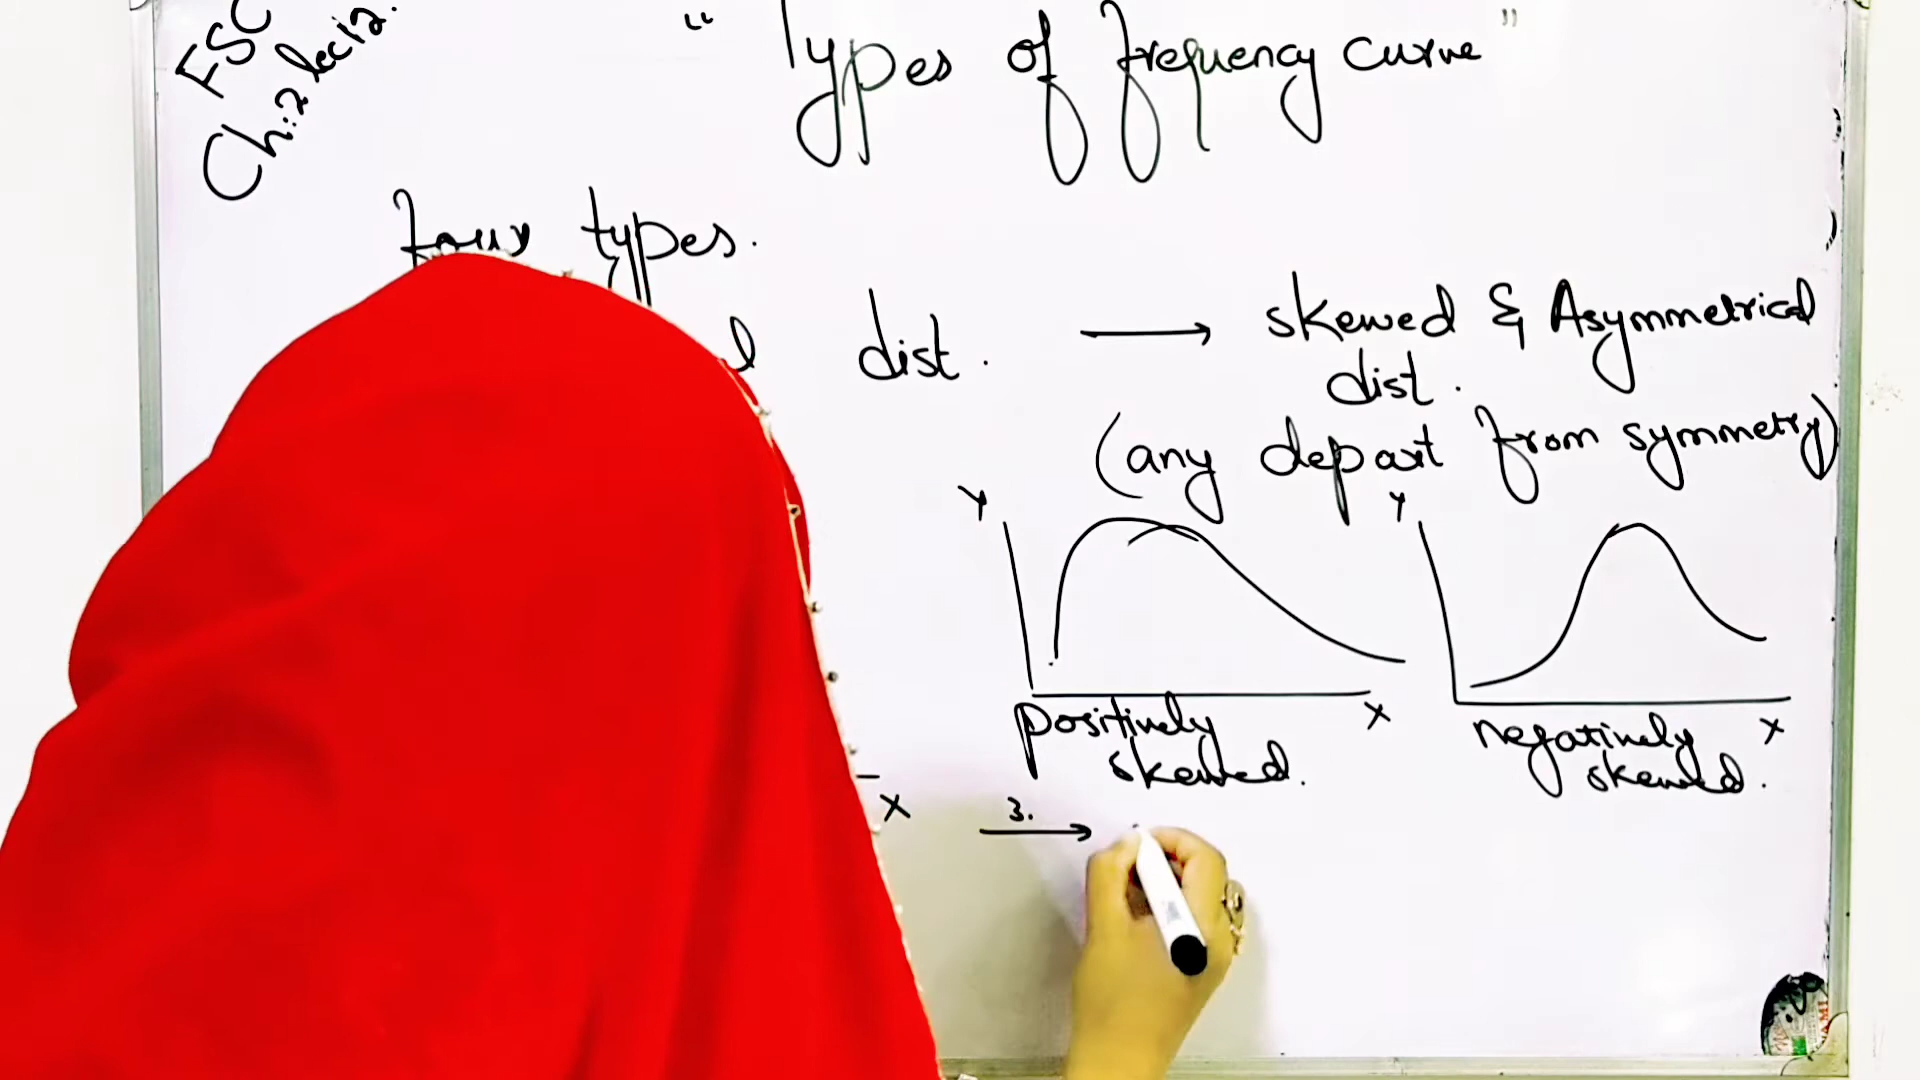 FSC
Ch:2 lec12.
" Types of frequency curve "
four types.
dist. → skewed & Asymmetrical
dist.
(any depart from symmetry)
Y
Y
X
X
positively
skewed.
negatively
skewed.
X
3.